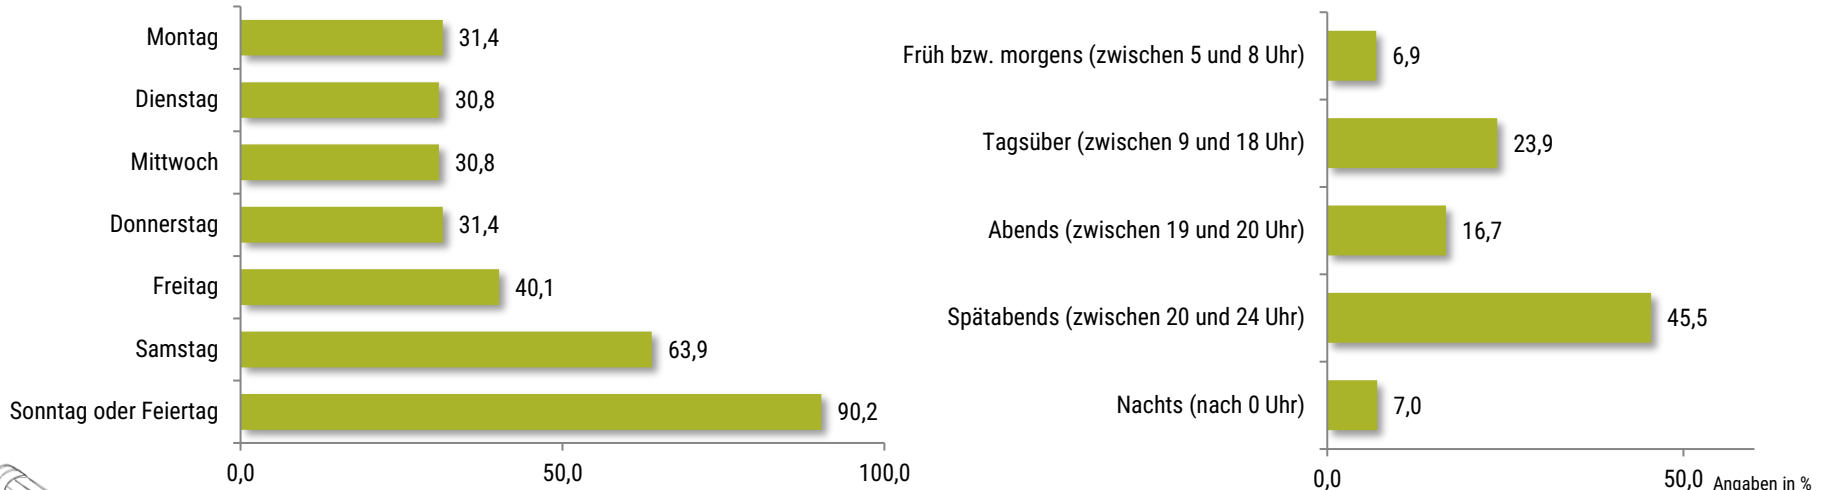 Montag 31,4
Dienstag 30,8
Mittwoch 30,8
Donnerstag 31,4
Freitag 40,1
Samstag 63,9
Sonntag oder Feiertag 90,2
0,0 50,0 100,0
Früh bzw. morgens (zwischen 5 und 8 Uhr) 6,9
Tagsüber (zwischen 9 und 18 Uhr) 23,9
Abends (zwischen 19 und 20 Uhr) 16,7
Spätabends (zwischen 20 und 24 Uhr) 45,5
Nachts (nach 0 Uhr) 7,0
0,0 50,0 Angaben in %